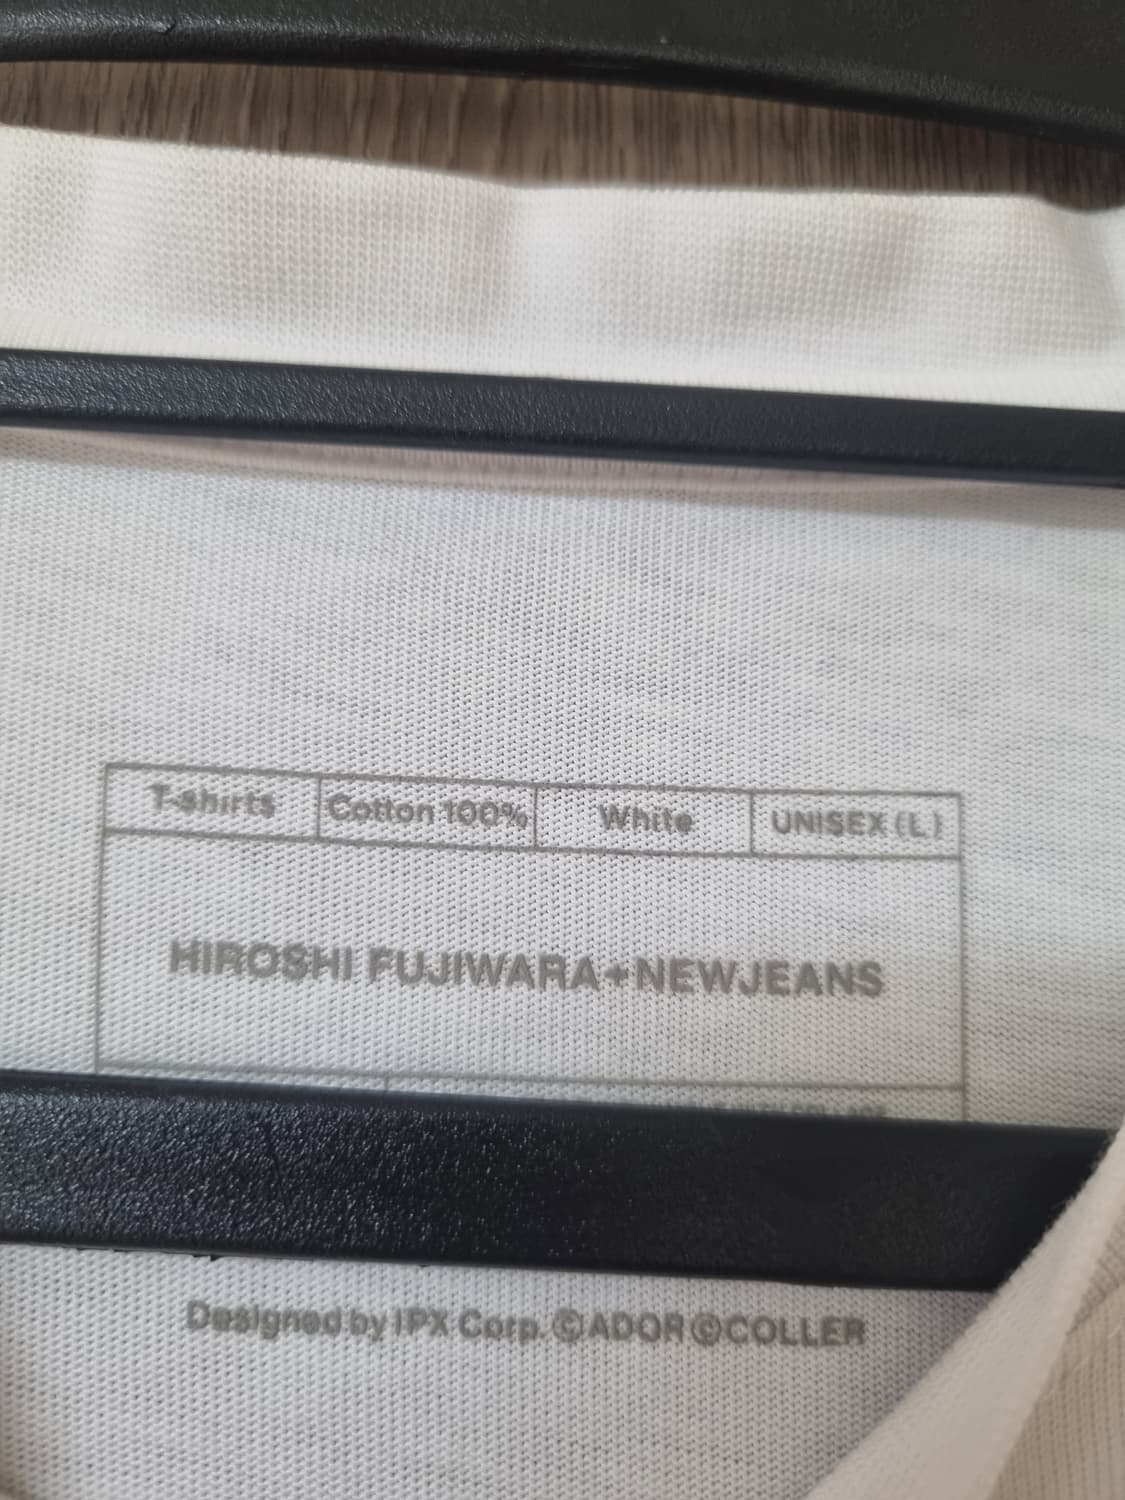 T-shirts Cotton 100% White UNISEX (L)
HIROSHI FUJIWARA+NEWJEANS
Designed by IPX Corp. ©ADOR ©COLLER